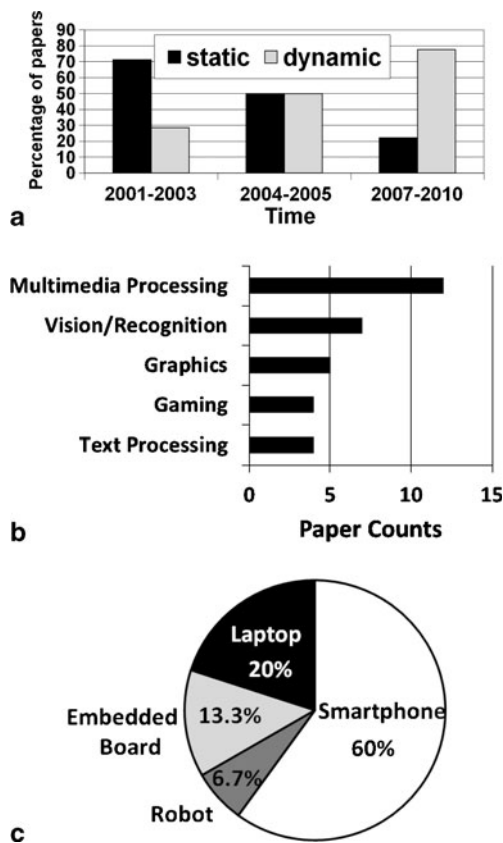 Percentage of papers
90
80
70
60
50
40
30
20
10
0
static dynamic
2001-2003 2004-2005 2007-2010
Time
a
Multimedia Processing
Vision/Recognition
Graphics
Gaming
Text Processing
0 5 10 15
Paper Counts
b
Laptop
20%
Smartphone
60%
Embedded
Board
13.3%
6.7%
Robot
c